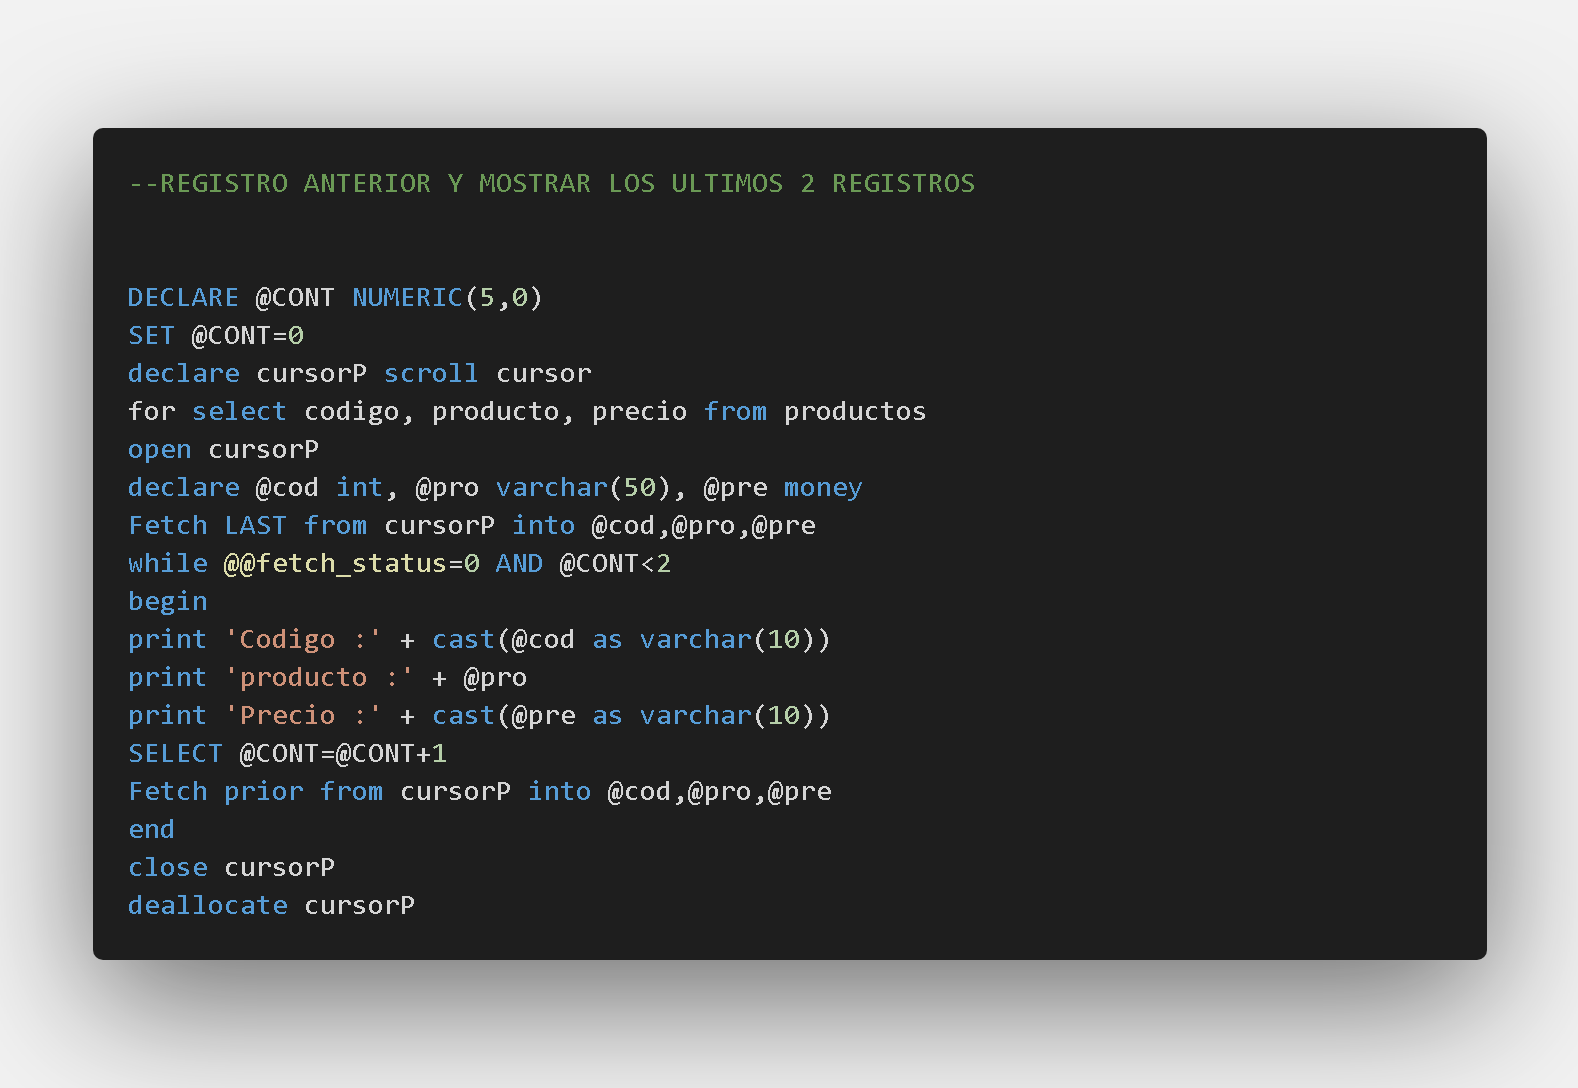 --REGISTRO ANTERIOR Y MOSTRAR LOS ULTIMOS 2 REGISTROS
DECLARE @CONT NUMERIC(5,0)
SET @CONT=0
declare cursorP scroll cursor
for select codigo, producto, precio from productos
open cursorP
declare @cod int, @pro varchar(50), @pre money
Fetch LAST from cursorP into @cod,@pro,@pre
while @@fetch_status=0 AND @CONT<2
begin
print 'Codigo :' + cast(@cod as varchar(10))
print 'producto :' + @pro
print 'Precio :' + cast(@pre as varchar(10))
SELECT @CONT=@CONT+1
Fetch prior from cursorP into @cod,@pro,@pre
end
close cursorP
deallocate cursorP